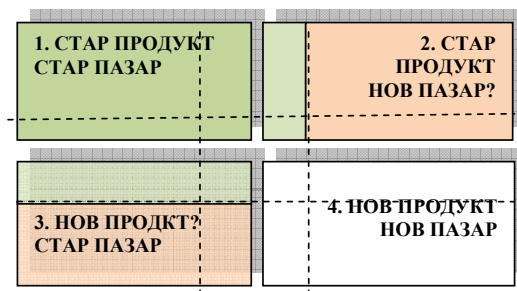 1. СТАР ПРОДУКТ
СТАР ПАЗАР
2. СТАР
ПРОДУКТ
НОВ ПАЗАР?
3. НОВ ПРОДКТ?
СТАР ПАЗАР
4. НОВ ПРОДУКТ
НОВ ПАЗАР